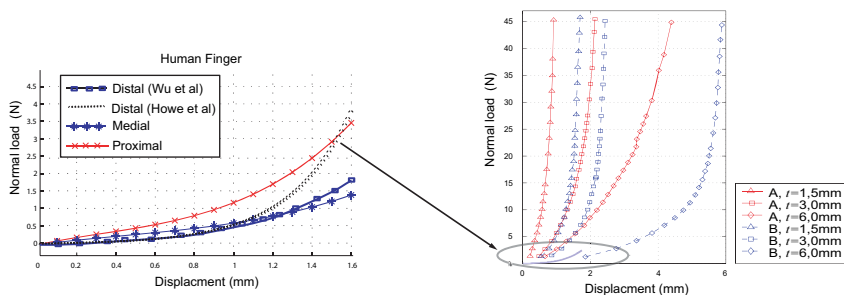 Human Finger
Normal load (N)
4.5
4
3.5
3
2.5
2
1.5
1
0.5
0
0
0.2
0.4
0.6
0.8
1.0
1.2
1.4
1.6
Displacment (mm)
Distal (Wu et al)
Distal (Howe et al)
Medial
Proximal
Normal load (N)
45
40
35
30
25
20
15
10
5
0
2
4
6
Displacment (mm)
A, t=1,5mm
A, t=3,0mm
A, t=6,0mm
B, t=1,5mm
B, t=3,0mm
B, t=6,0mm